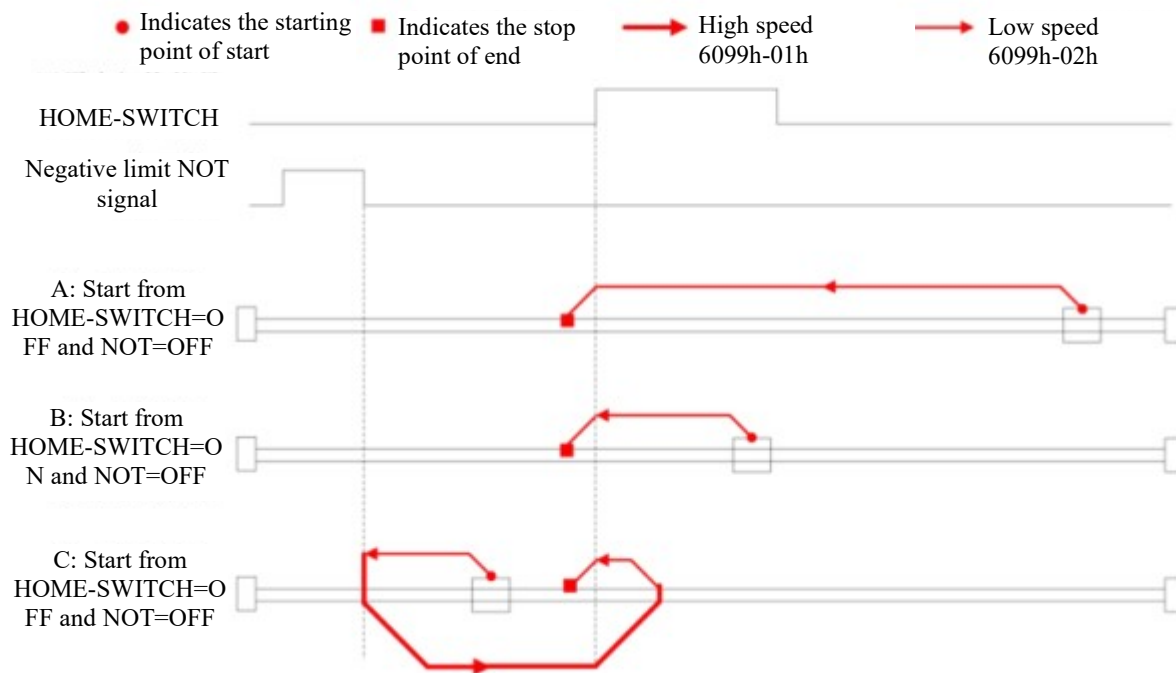 Indicates the starting
point of start
Indicates the stop
point of end
High speed
6099h-01h
Low speed
6099h-02h
HOME-SWITCH
Negative limit NOT
signal
A: Start from
HOME-SWITCH=O
FF and NOT=OFF
B: Start from
HOME-SWITCH=O
N and NOT=OFF
C: Start from
HOME-SWITCH=O
FF and NOT=OFF